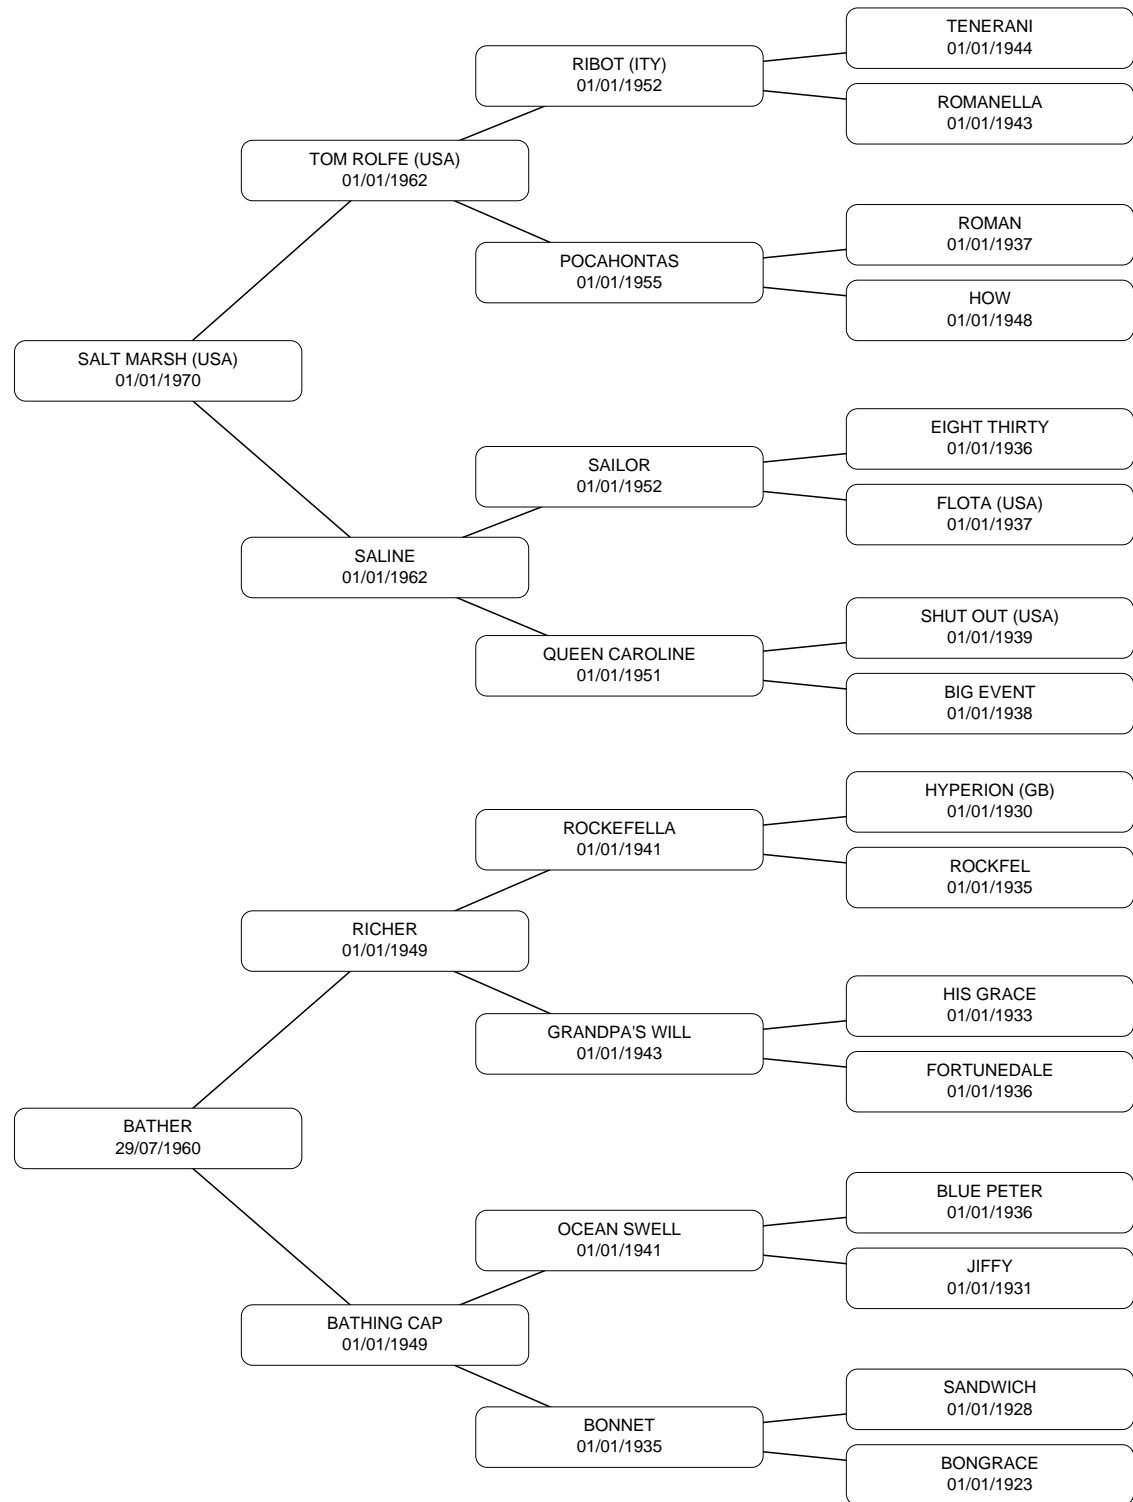 TENERANI
01/01/1944
RIBOT (ITY)
01/01/1952
ROMANELLA
01/01/1943
TOM ROLFE (USA)
01/01/1962
ROMAN
01/01/1937
POCAHONTAS
01/01/1955
HOW
01/01/1948
SALT MARSH (USA)
01/01/1970
EIGHT THIRTY
01/01/1936
SAILOR
01/01/1952
FLOTA (USA)
01/01/1937
SALINE
01/01/1962
SHUT OUT (USA)
01/01/1939
QUEEN CAROLINE
01/01/1951
BIG EVENT
01/01/1938
HYPERION (GB)
01/01/1930
ROCKEFELLA
01/01/1941
ROCKFEL
01/01/1935
RICHER
01/01/1949
HIS GRACE
01/01/1933
GRANDPA'S WILL
01/01/1943
FORTUNEDALE
01/01/1936
BATHER
29/07/1960
BLUE PETER
01/01/1936
OCEAN SWELL
01/01/1941
JIFFY
01/01/1931
BATHING CAP
01/01/1949
SANDWICH
01/01/1928
BONNET
01/01/1935
BONGRACE
01/01/1923